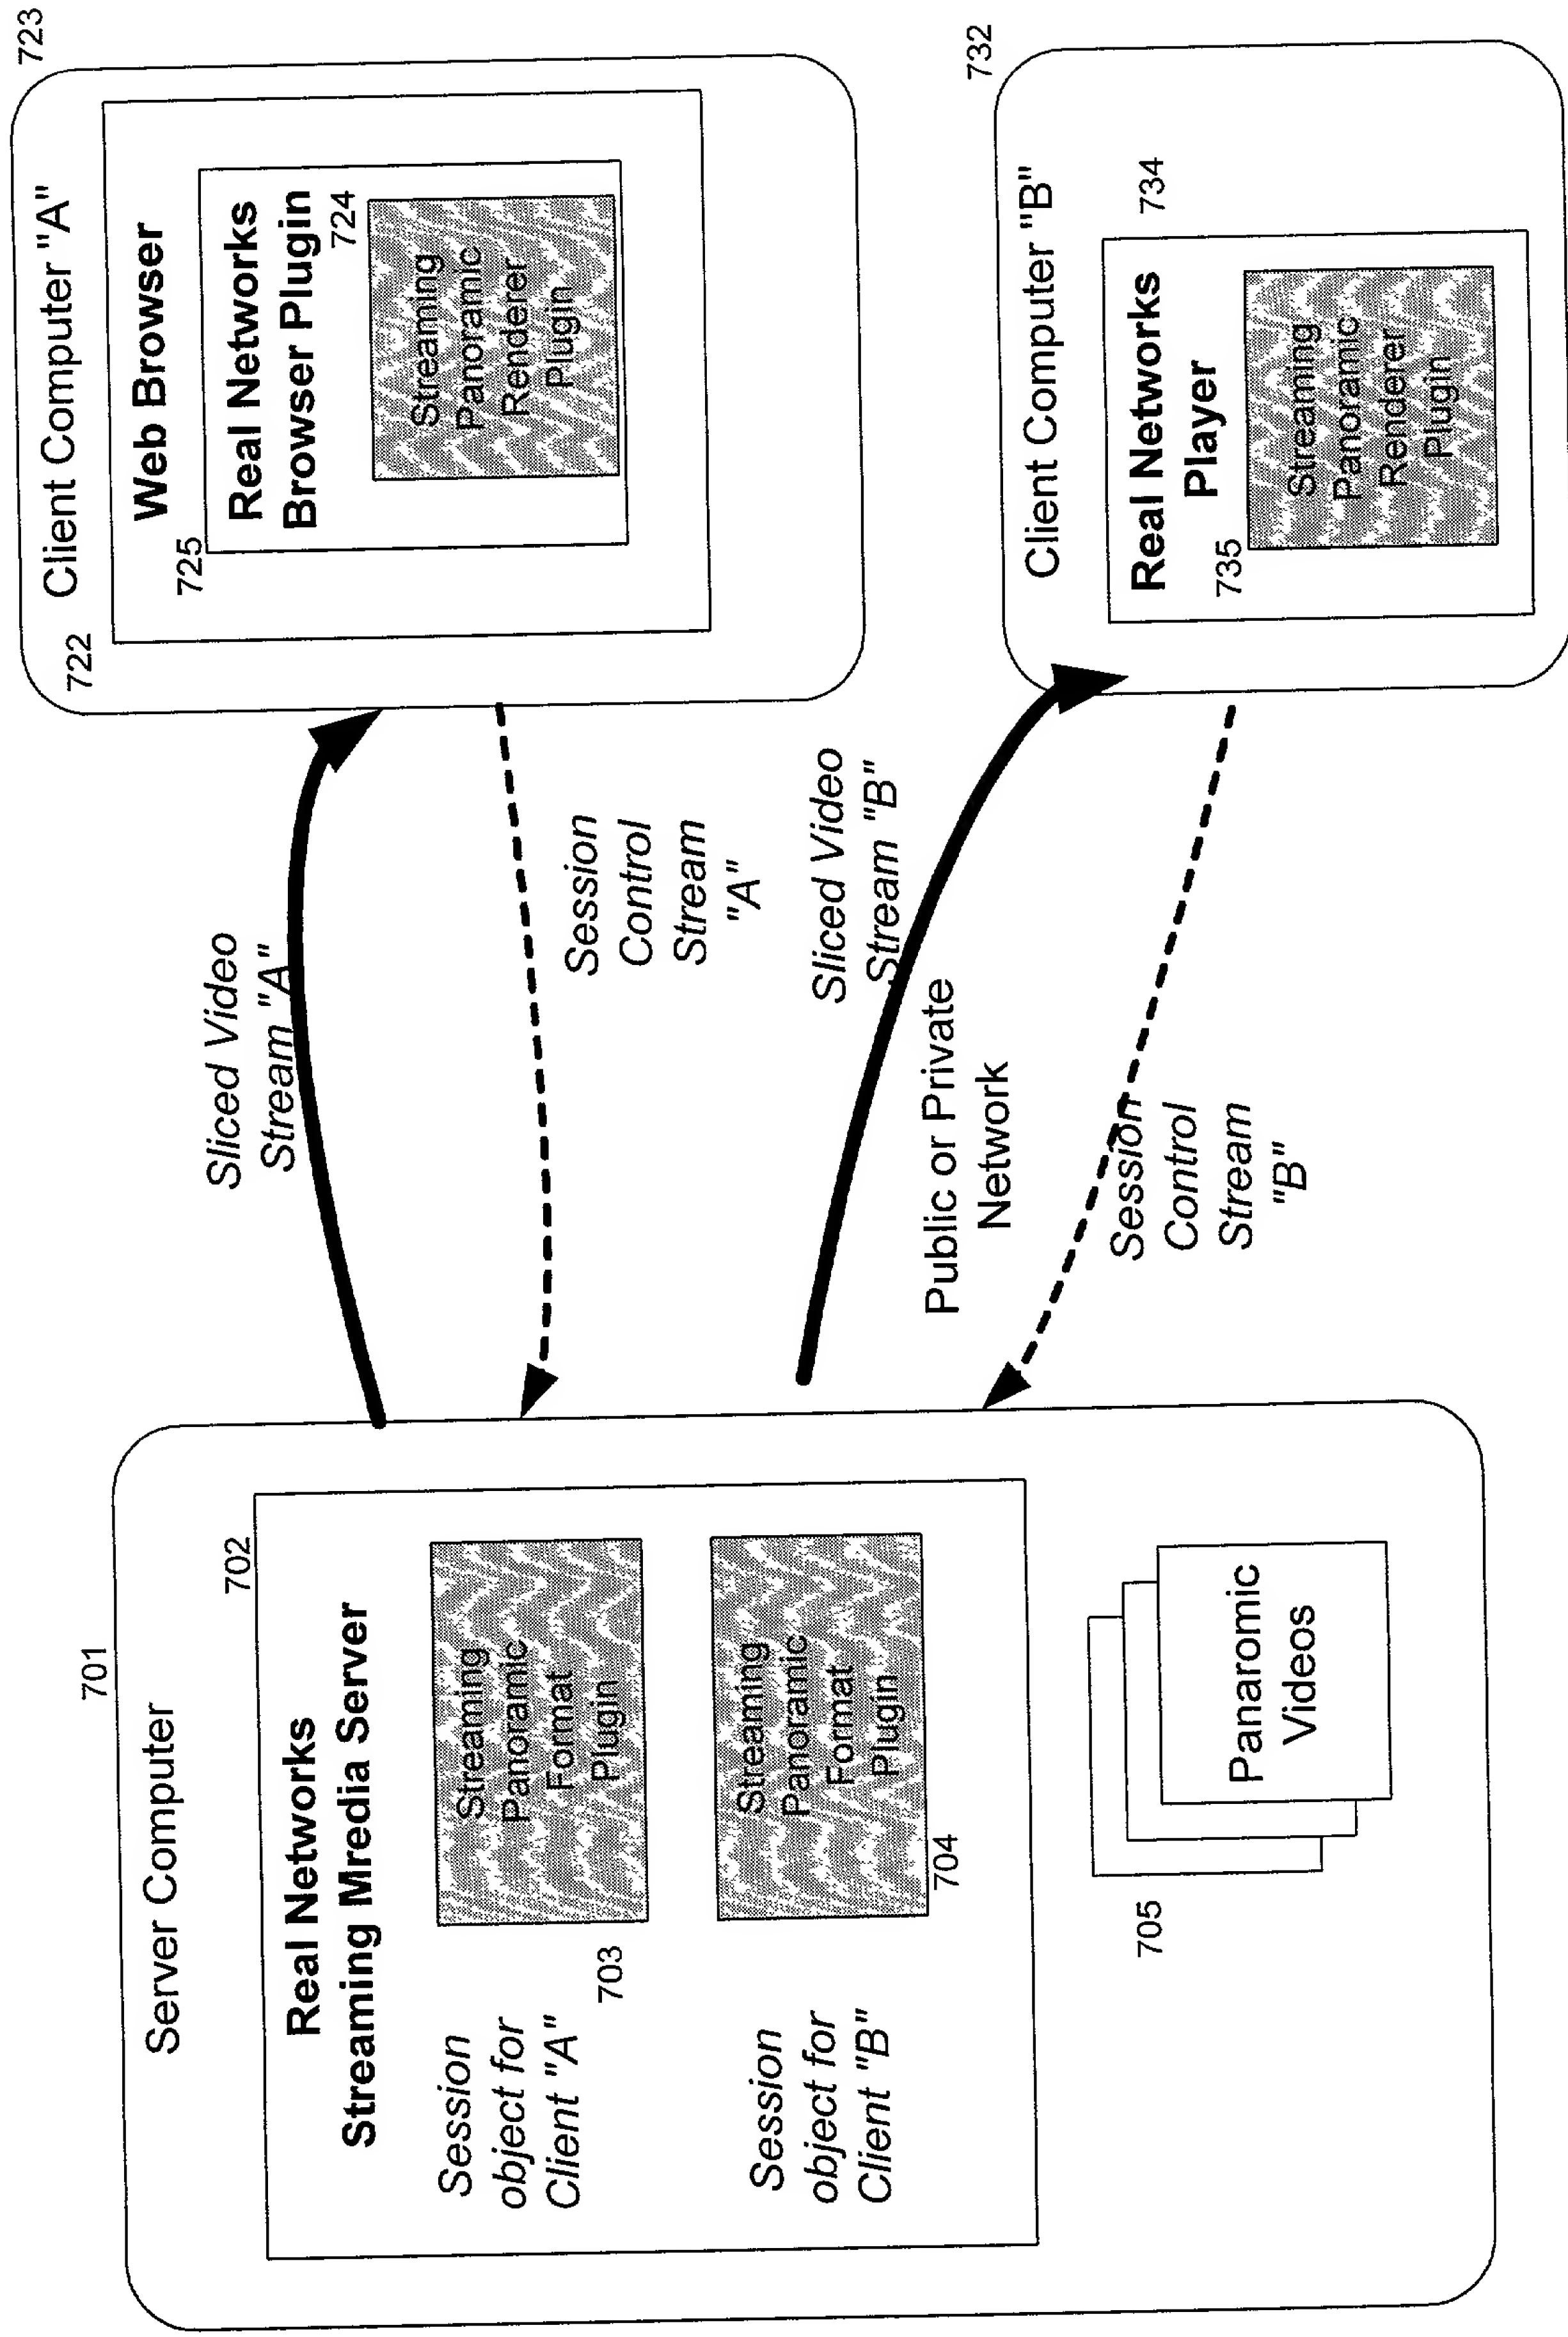 701
Server Computer
702
Real Networks
Streaming Mredia Server
Session
object for
Client "A"
703
Streaming
Panoramic
Format
Plugin
Session
object for
Client "B"
704
Streaming
Panoramic
Format
Plugin
705
Panaromic
Videos
Sliced Video
Stream "A"
Session
Control
Stream
"A"
Sliced Video
Stream "B"
Public or Private
Network
Session
Control
Stream
"B"
723
722
Client Computer "A"
Web Browser
725
Real Networks
Browser Plugin
724
Streaming
Panoramic
Renderer
Plugin
732
Client Computer "B"
734
Real Networks
Player
735
Streaming
Panoramic
Renderer
Plugin